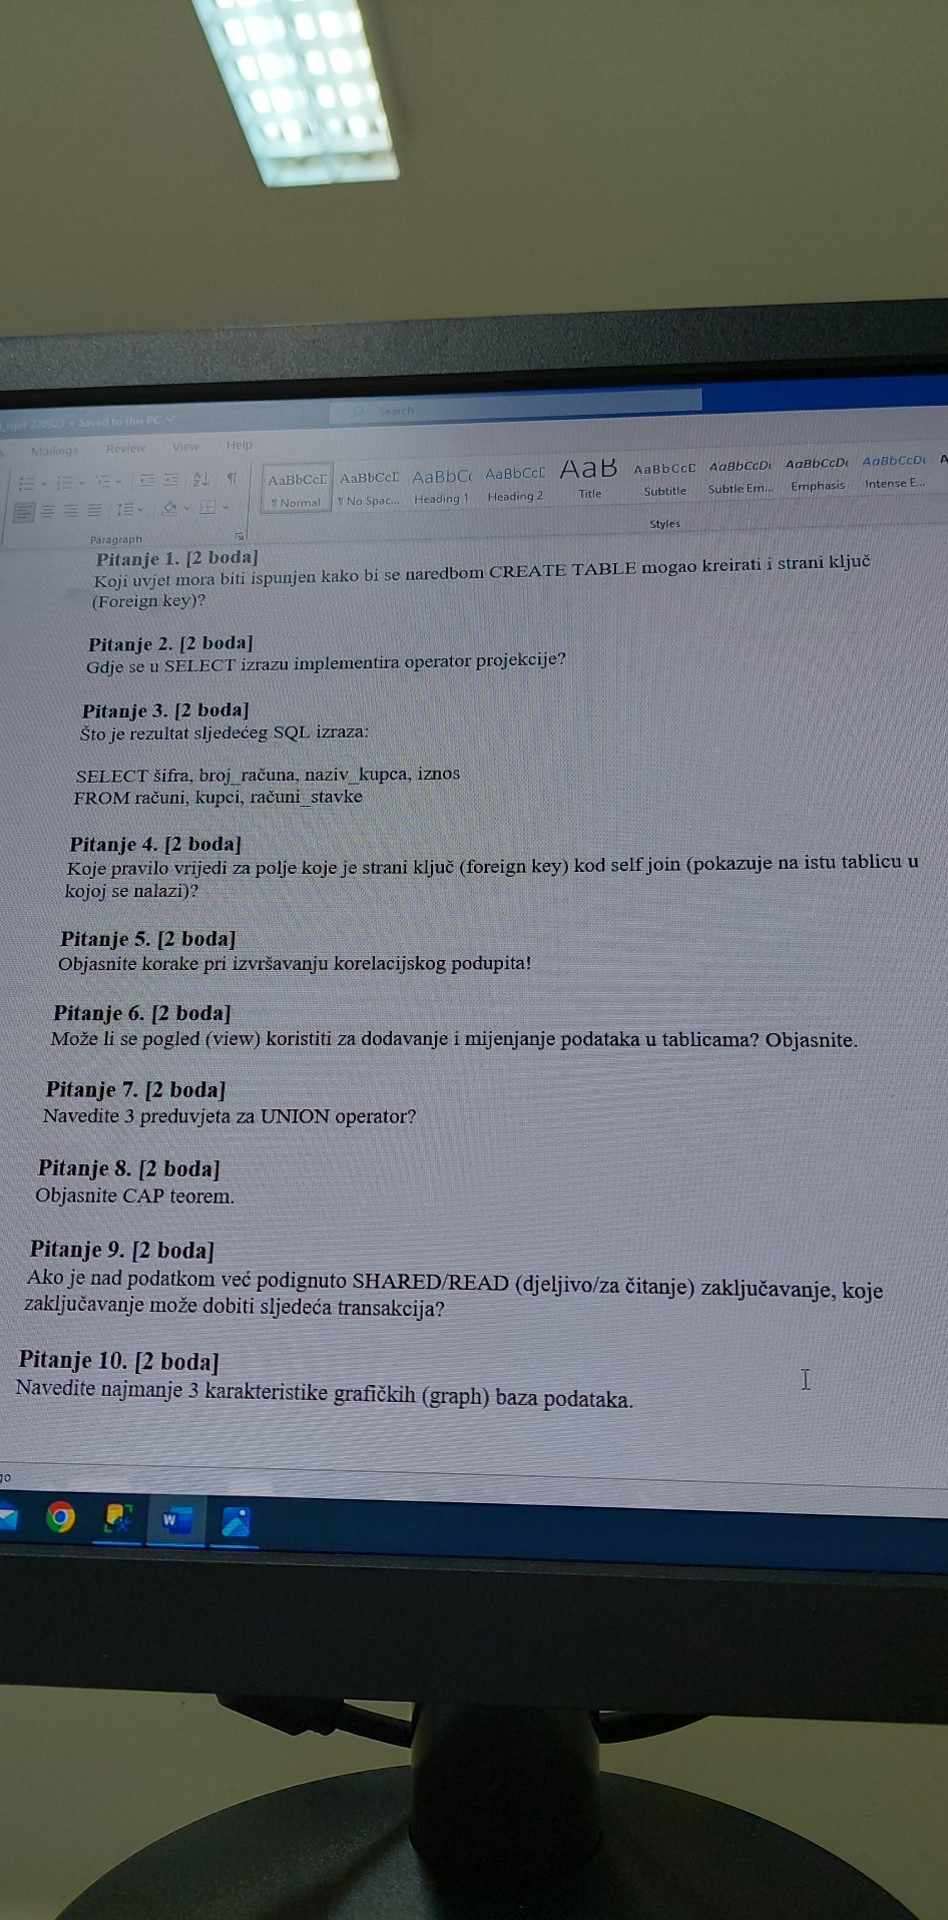 Saved to this PC
Search
Mailings Review View Help
AaBbCcD AaBbCcD AaBbC AaBbCcD AaB AaBbCcD AaBbCcD AaBbCcD AaBbCcD
¶ Normal ¶ No Spac... Heading 1 Heading 2 Title Subtitle Subtle Em... Emphasis Intense E...
Paragraph
Styles
Pitanje 1. [2 boda]
Koji uvjet mora biti ispunjen kako bi se naredbom CREATE TABLE mogao kreirati i strani ključ
(Foreign key)?
Pitanje 2. [2 boda]
Gdje se u SELECT izrazu implementira operator projekcije?
Pitanje 3. [2 boda]
Što je rezultat sljedećeg SQL izraza:
SELECT šifra, broj_računa, naziv_kupca, iznos
FROM računi, kupci, računi_stavke
Pitanje 4. [2 boda]
Koje pravilo vrijedi za polje koje je strani ključ (foreign key) kod self join (pokazuje na istu tablicu u
kojoj se nalazi)?
Pitanje 5. [2 boda]
Objasnite korake pri izvršavanju korelacijskog podupita!
Pitanje 6. [2 boda]
Može li se pogled (view) koristiti za dodavanje i mijenjanje podataka u tablicama? Objasnite.
Pitanje 7. [2 boda]
Navedite 3 preduvjeta za UNION operator?
Pitanje 8. [2 boda]
Objasnite CAP teorem.
Pitanje 9. [2 boda]
Ako je nad podatkom već podignuto SHARED/READ (djeljivo/za čitanje) zaključavanje, koje
zaključavanje može dobiti sljedeća transakcija?
Pitanje 10. [2 boda]
Navedite najmanje 3 karakteristike grafičkih (graph) baza podataka.